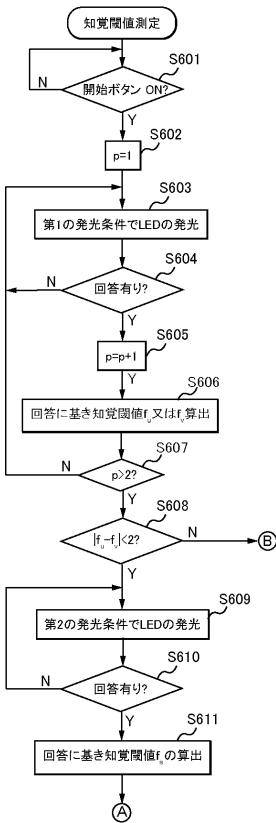 知覚閾値測定
S601
開始ボタン ON?
N
Y
S602
p=1
S603
第1の発光条件でLEDの発光
S604
回答有り?
N
Y
S605
p=p+1
Y
S606
回答に基き知覚閾値fu又はfv算出
S607
p>2?
N
Y
S608
|fu-fv|<2?
N
B
Y
S609
第2の発光条件でLEDの発光
S610
回答有り?
N
Y
S611
回答に基き知覚閾値fsの算出
A